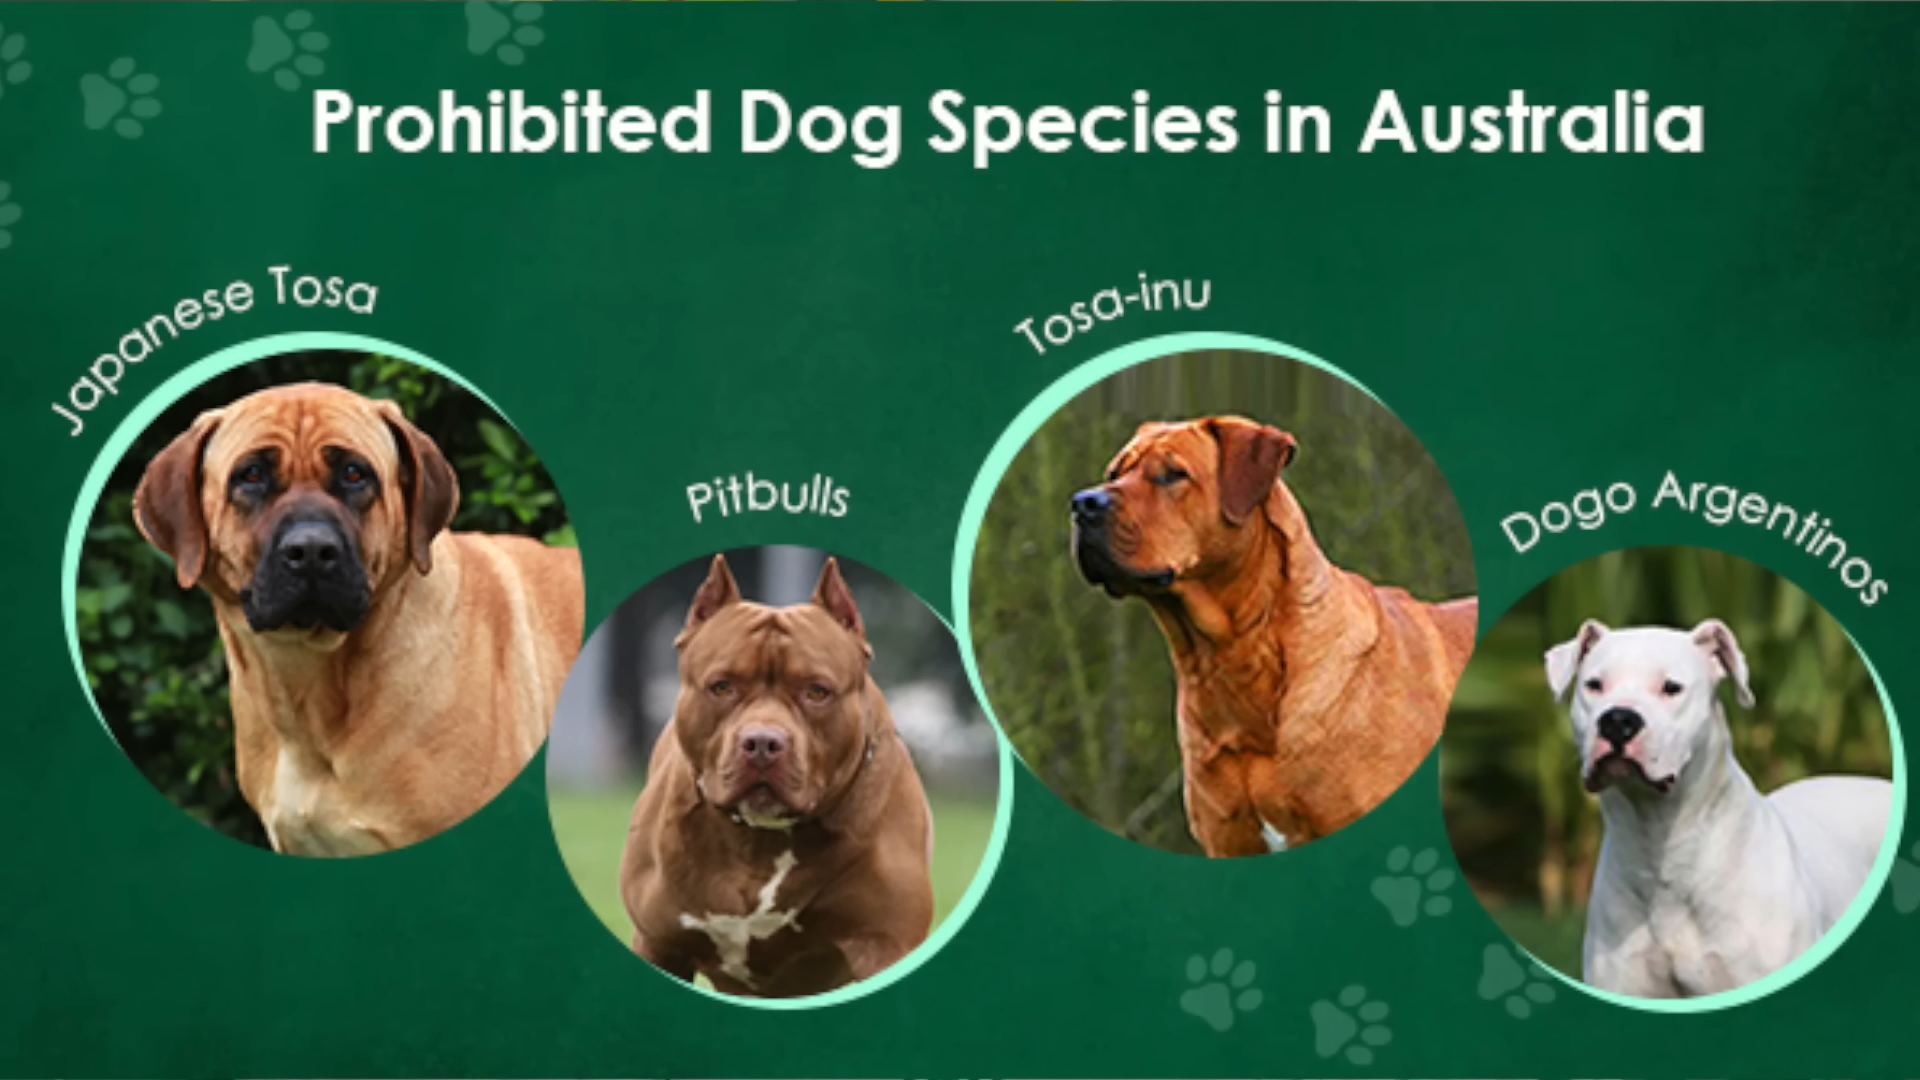 Prohibited Dog Species in Australia
Japanese Tosa
Pitbulls
Tosa-inu
Dogo Argentinos